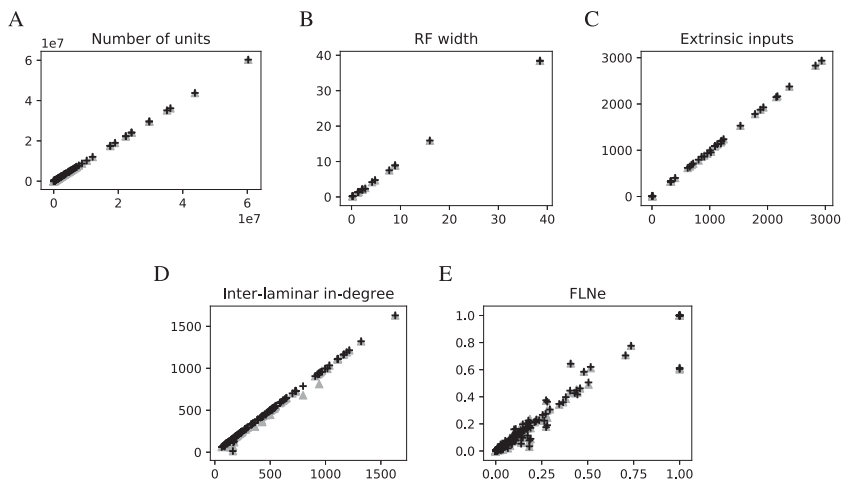 A
Number of units
1e7
6
4
2
0
0 2 4 6
1e7
B
RF width
40
30
20
10
0
0 10 20 30 40
C
Extrinsic inputs
3000
2000
1000
0
0 1000 2000 3000
D
Inter-laminar in-degree
1500
1000
500
0
0 500 1000 1500
E
FLNe
1.0
0.8
0.6
0.4
0.2
0.0
0.00 0.25 0.50 0.75 1.00